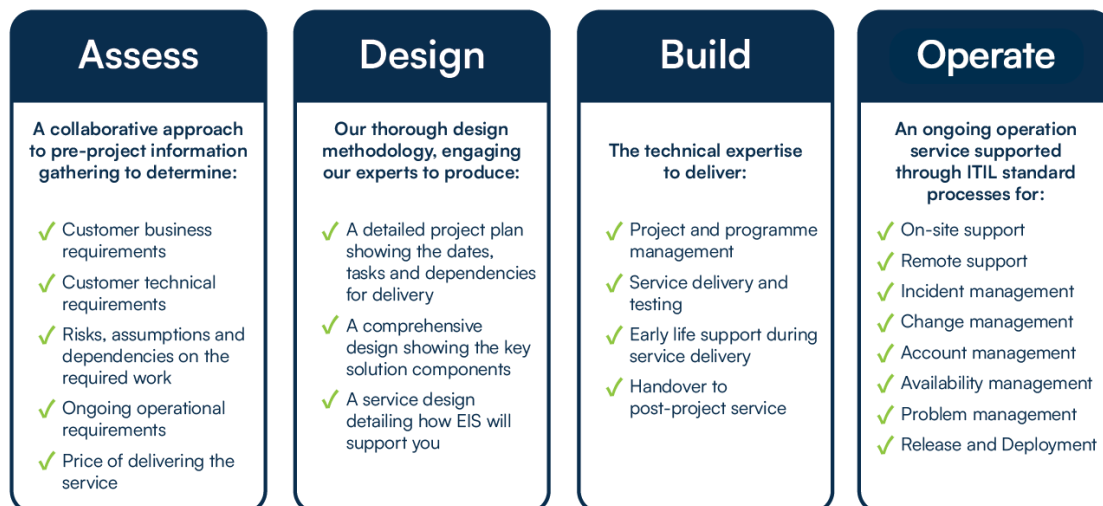 Assess
A collaborative approach
to pre-project information
gathering to determine:
Customer business
requirements
Customer technical
requirements
Risks, assumptions and
dependencies on the
required work
Ongoing operational
requirements
Price of delivering the
service
Design
Our thorough design
methodology, engaging
our experts to produce:
A detailed project plan
showing the dates,
tasks and dependencies
for delivery
A comprehensive
design showing the key
solution components
A service design
detailing how EIS will
support you
Build
The technical expertise
to deliver:
Project and programme
management
Service delivery and
testing
Early life support during
service delivery
Handover to
post-project service
Operate
An ongoing operation
service supported
through ITIL standard
processes for:
On-site support
Remote support
Incident management
Change management
Account management
Availability management
Problem management
Release and Deployment